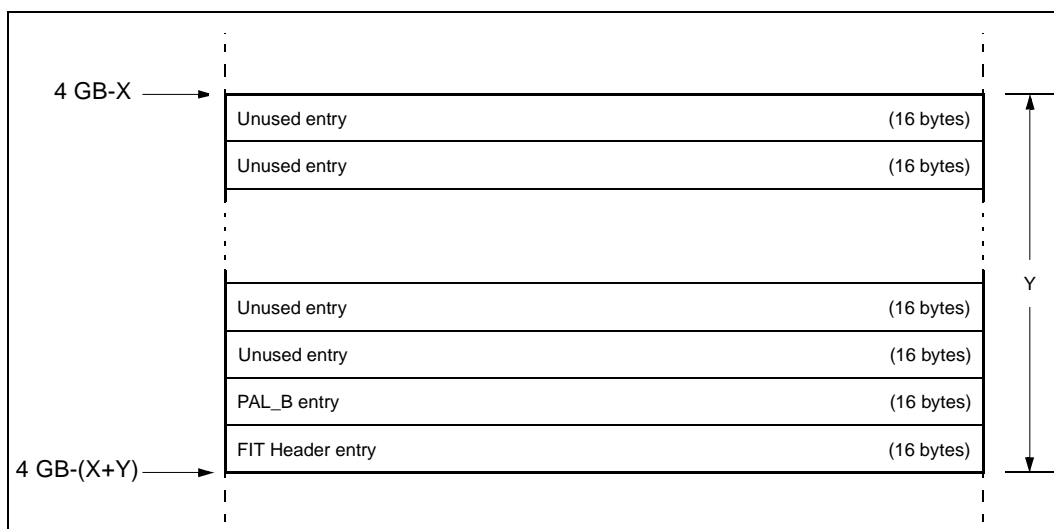 4 GB-X
Unused entry (16 bytes)
Unused entry (16 bytes)
Unused entry (16 bytes)
Y
Unused entry (16 bytes)
PAL_B entry (16 bytes)
FIT Header entry (16 bytes)
4 GB-(X+Y)